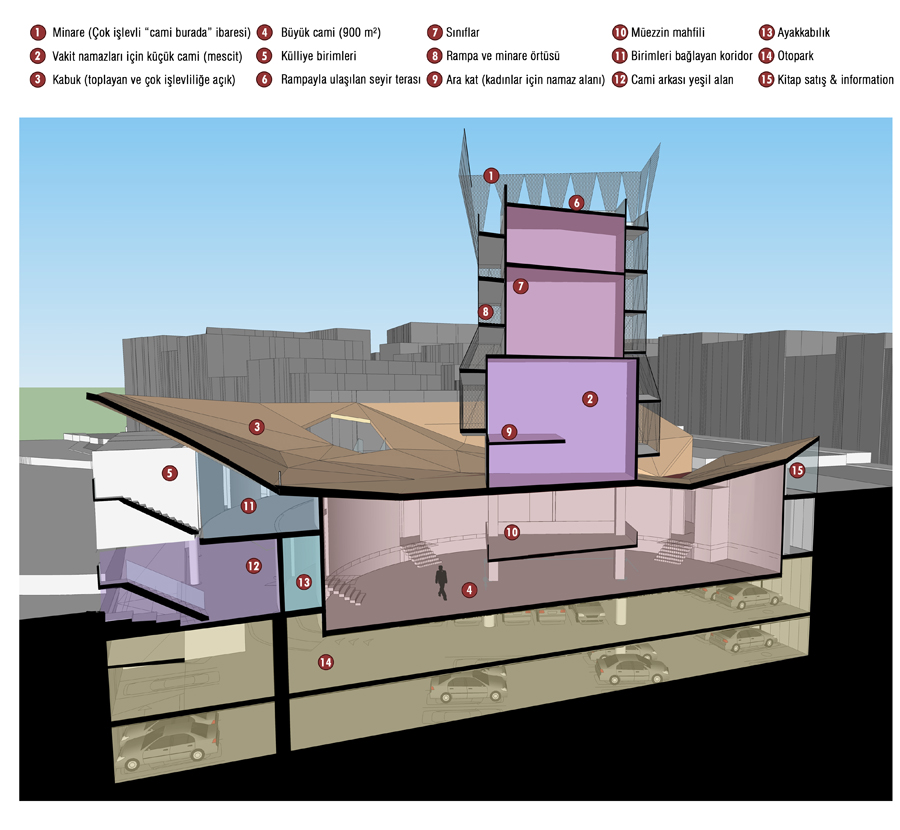 1 Minare (Çok işlevli “cami burada” ibaresi)
2 Vakit namazları için küçük cami (mescit)
3 Kabuk (toplayan ve çok işlevliliğe açık)
4 Büyük cami (900 m²)
5 Külliye birimleri
6 Rampayla ulaşılan seyir terası
7 Sınıflar
8 Rampa ve minare örtüsü
9 Ara kat (kadınlar için namaz alanı)
10 Müezzin mahfili
11 Birimleri bağlayan koridor
12 Cami arkası yeşil alan
13 Ayakkabılık
14 Otopark
15 Kitap satış & information
1
6
7
8
2
3
9
15
5
11
10
12
13
4
14